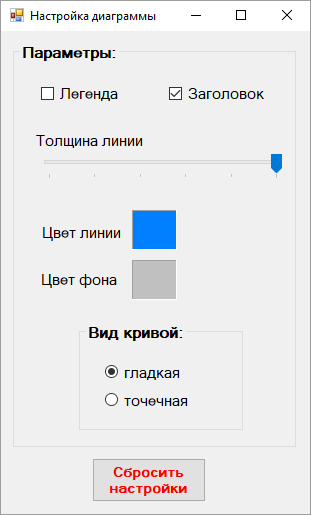 Настройка диаграммы
Параметры:
Легенда
Заголовок
Толщина линии
Цвет линии
Цвет фона
Вид кривой:
гладкая
точечная
Сбросить
настройки